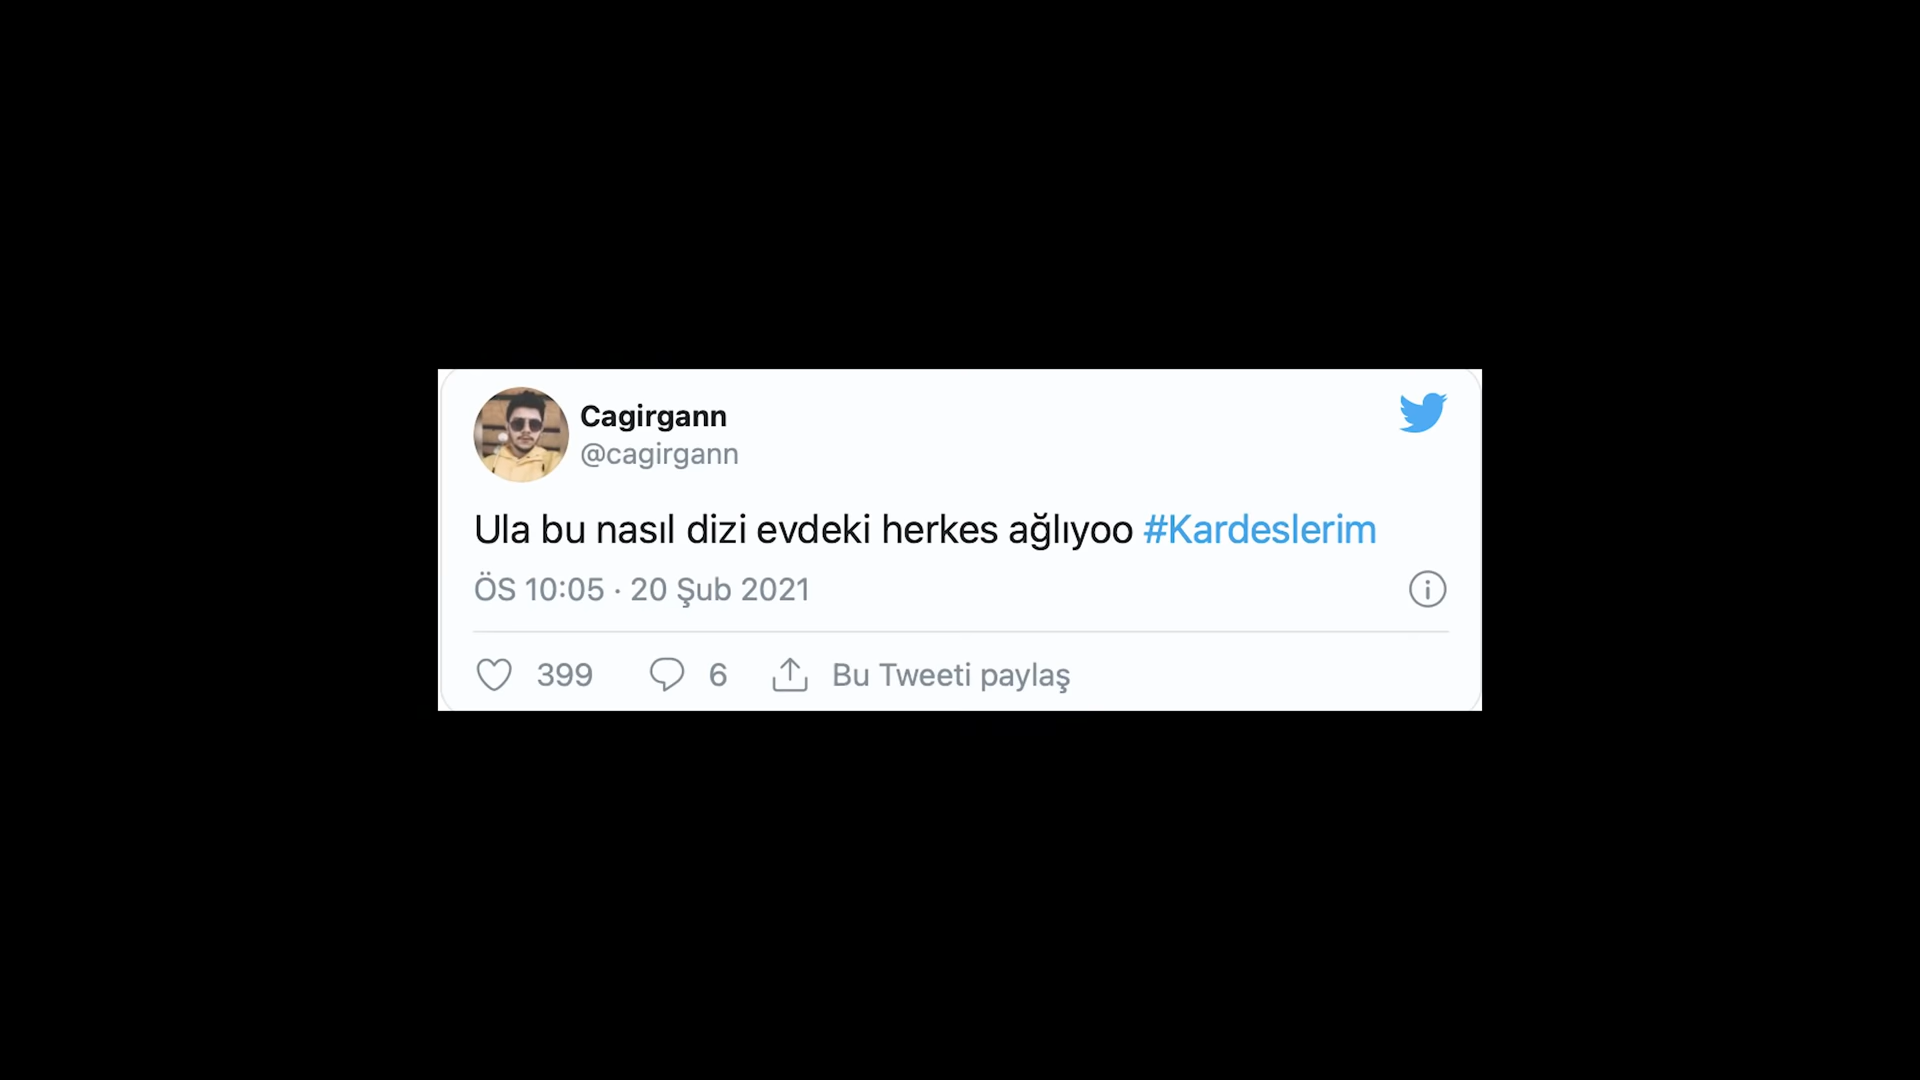 Cagirgann
@cagirgann
Ula bu nasıl dizi evdeki herkes ağlıyoo #Kardeslerim
ÖS 10:05 · 20 Şub 2021
399 6 Bu Tweeti paylaş